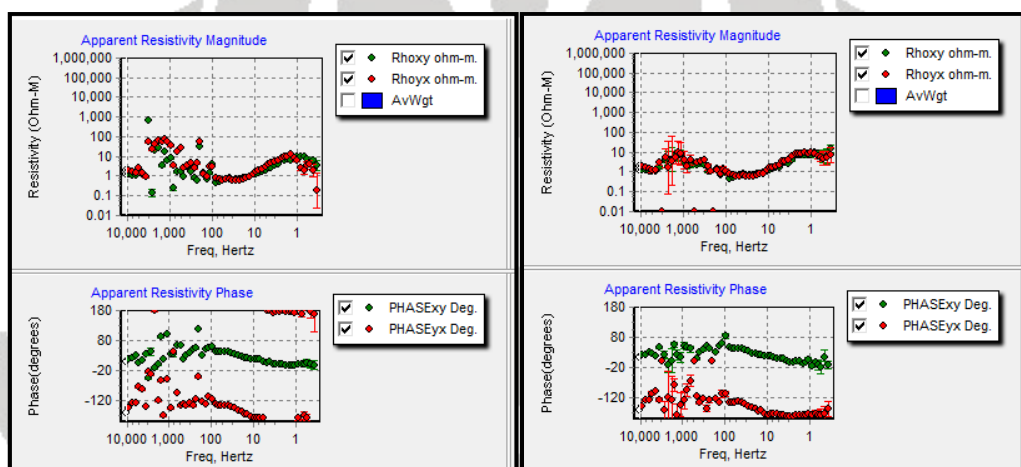 Apparent Resistivity Magnitude
1,000,000
100,000
10,000
1,000
100
10
1
0.1
0.01
Resistivity (Ohm-M)
10,000 1,000 100 10 1
Freq, Hertz
Rhoxy ohm-m.
Rhoyx ohm-m.
AvWgt
Apparent Resistivity Phase
180
80
-20
-120
Phase(degrees)
10,000 1,000 100 10 1
Freq, Hertz
PHASExy Deg.
PHASEyx Deg.
Apparent Resistivity Magnitude
1,000,000
100,000
10,000
1,000
100
10
1
0.1
0.01
Resistivity (Ohm-M)
10,000 1,000 100 10 1
Freq, Hertz
Rhoxy ohm-m.
Rhoyx ohm-m.
AvWgt
Apparent Resistivity Phase
180
80
-20
-120
Phase(degrees)
10,000 1,000 100 10 1
Freq, Hertz
PHASExy Deg.
PHASEyx Deg.